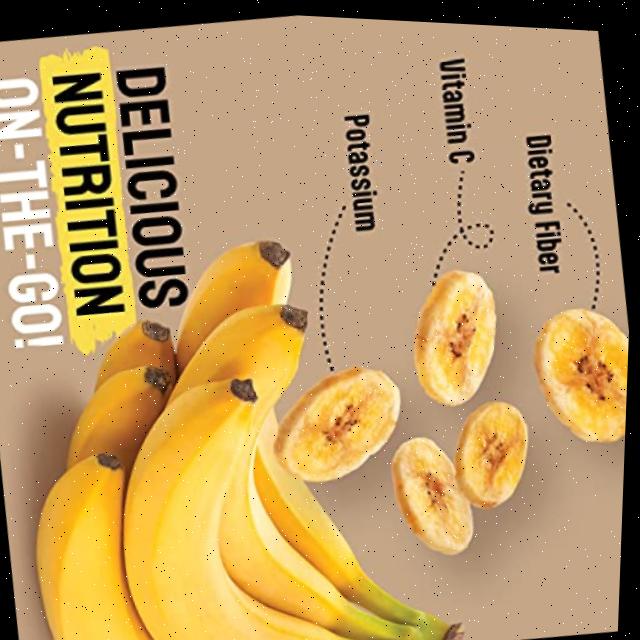 Dietary Fiber
Vitamin C
Potassium
DELICIOUS
NUTRITION
ON-THE-GO!